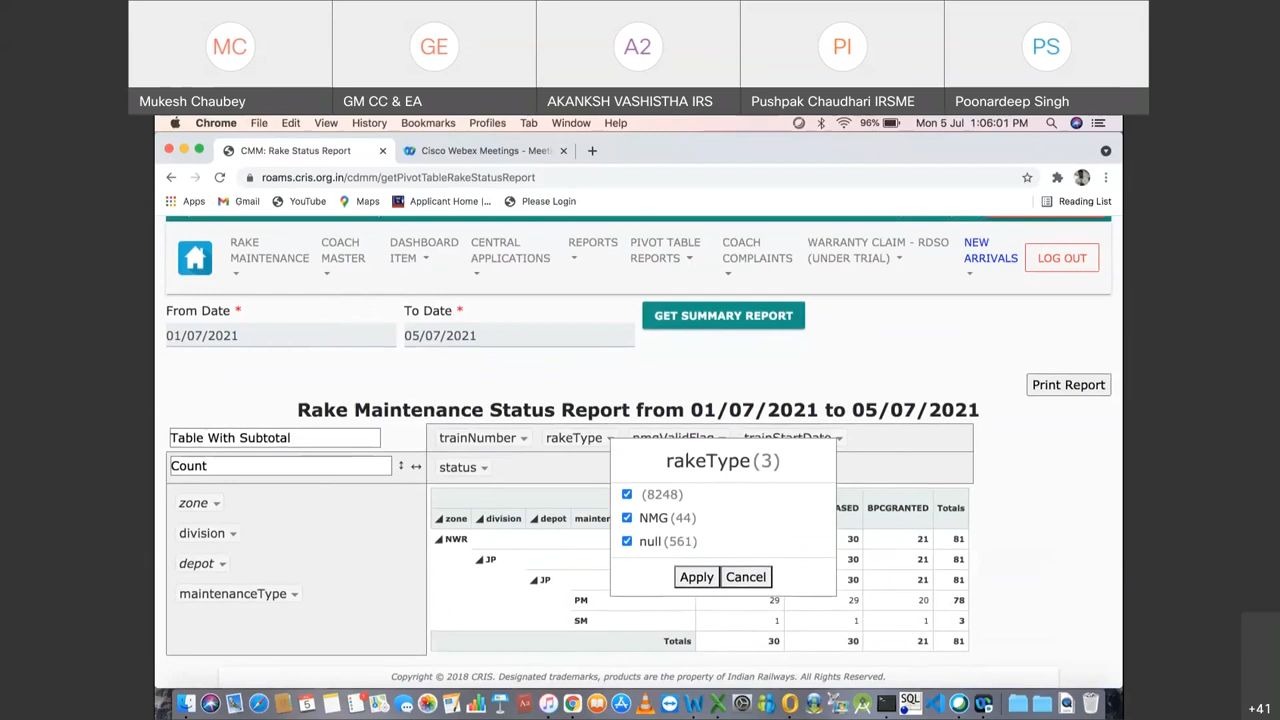 MC
GE
A2
PI
PS
Mukesh Chaubey
GM CC & EA
AKANKSH VASHISTHA IRS
Pushpak Chaudhari IRSME
Poonardeep Singh
Chrome File Edit View History Bookmarks Profiles Tab Window Help
96% Mon 5 Jul 1:06:01 PM
CMM: Rake Status Report
Cisco Webex Meetings - Meet
roams.cris.org.in/cdmm/getPivotTableRakeStatusReport
Apps Gmail YouTube Maps Applicant Home |... Please Login Reading List
RAKE MAINTENANCE
COACH MASTER
DASHBOARD ITEM
CENTRAL APPLICATIONS
REPORTS
PIVOT TABLE REPORTS
COACH COMPLAINTS
WARRANTY CLAIM - RDSO (UNDER TRIAL)
NEW ARRIVALS
LOG OUT
From Date *
To Date *
GET SUMMARY REPORT
01/07/2021
05/07/2021
Print Report
Rake Maintenance Status Report from 01/07/2021 to 05/07/2021
Table With Subtotal
trainNumber rakeType nmgValidFlag trainStartDate
Count
status
rakeType (3)
(8248)
NMG (44)
null (561)
Apply Cancel
zone
division
depot
maintenanceType
ASED BPCGRANTED Totals
zone division depot mainter
NWR 30 21 81
JP 30 21 81
JP 30 21 81
PM 29 29 20 78
SM 1 1 1 3
Totals 30 30 21 81
Copyright © 2018 CRIS. Designated trademarks, products are the property of Indian Railways. All Rights Reserved.
SQL
+41